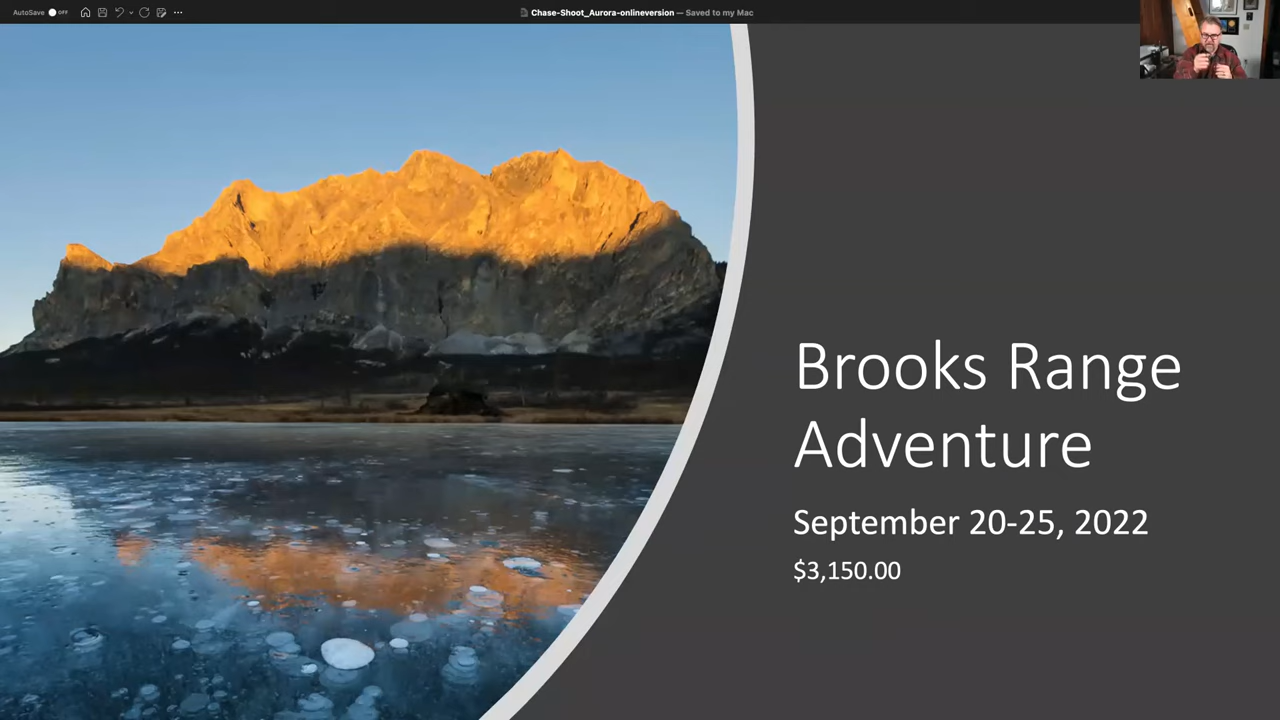 AutoSave OFF
Chase-Shoot_Aurora-onlineversion — Saved to my Mac
Brooks Range
Adventure
September 20-25, 2022
$3,150.00